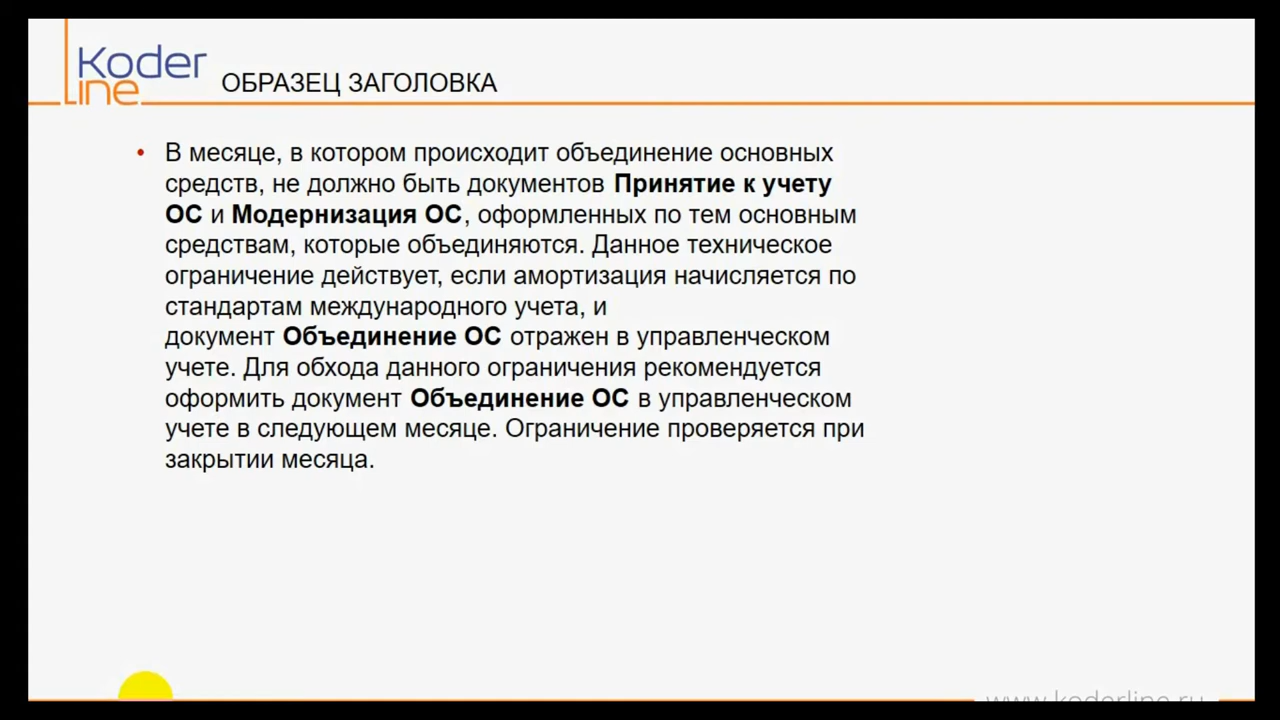 Koder
Line
ОБРАЗЕЦ ЗАГОЛОВКА
• В месяце, в котором происходит объединение основных
средств, не должно быть документов Принятие к учету
ОС и Модернизация ОС, оформленных по тем основным
средствам, которые объединяются. Данное техническое
ограничение действует, если амортизация начисляется по
стандартам международного учета, и
документ Объединение ОС отражен в управленческом
учете. Для обхода данного ограничения рекомендуется
оформить документ Объединение ОС в управленческом
учете в следующем месяце. Ограничение проверяется при
закрытии месяца.
www.koderline.ru